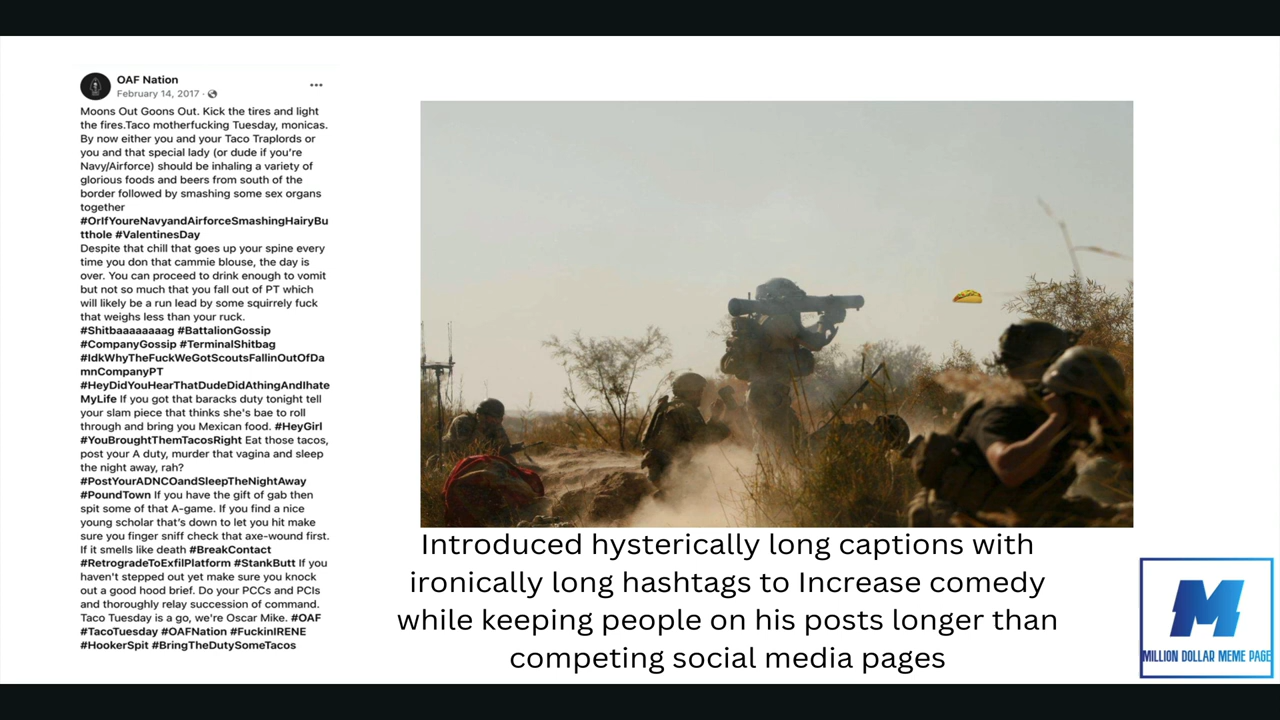 OAF Nation
February 14, 2017 ·
Moons Out Goons Out. Kick the tires and light
the fires.Taco motherfucking Tuesday, monicas.
By now either you and your Taco Traplords or
you and that special lady (or dude if you're
Navy/Airforce) should be inhaling a variety of
glorious foods and beers from south of the
border followed by smashing some sex organs
together
#OrIfYoureNavyandAirforceSmashingHairyBu
tthole #ValentinesDay
Despite that chill that goes up your spine every
time you don that cammie blouse, the day is
over. You can proceed to drink enough to vomit
but not so much that you fall out of PT which
will likely be a run lead by some squirrely fuck
that weighs less than your ruck.
#Shitbaaaaaaaag #BattalionGossip
#CompanyGossip #TerminalShitbag
#IdkWhyTheFuckWeGotScoutsFallinOutOfDa
mnCompanyPT
#HeyDidYouHearThatDudeDidAthingAndIhate
MyLife If you got that baracks duty tonight tell
your slam piece that thinks she's bae to roll
through and bring you Mexican food. #HeyGirl
#YouBroughtThemTacosRight Eat those tacos,
post your A duty, murder that vagina and sleep
the night away, rah?
#PostYourADNCOandSleepTheNightAway
#PoundTown If you have the gift of gab then
spit some of that A-game. If you find a nice
young scholar that's down to let you hit make
sure you finger sniff check that axe-wound first.
If it smells like death #BreakContact
#RetrogradeToExfilPlatform #StankButt If you
haven't stepped out yet make sure you knock
out a good hood brief. Do your PCCs and PCIs
and thoroughly relay succession of command.
Taco Tuesday is a go, we're Oscar Mike. #OAF
#TacoTuesday #OAFNation #FuckinIRENE
#HookerSpit #BringTheDutySomeTacos
Introduced hysterically long captions with
ironically long hashtags to Increase comedy
while keeping people on his posts longer than
competing social media pages
M
MILLION DOLLAR MEME PAGE